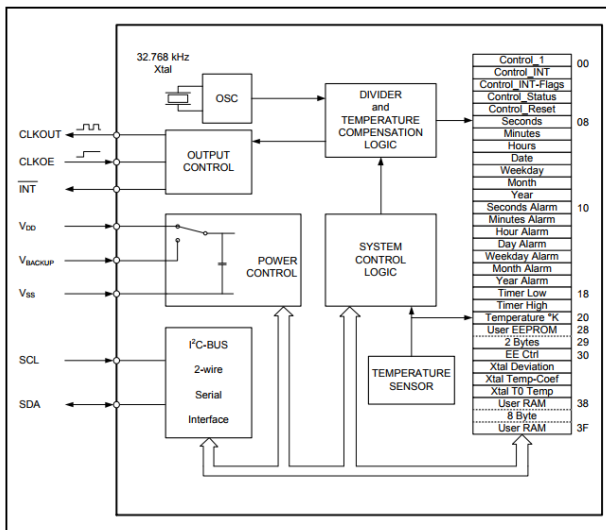 32.768 kHz
Xtal
OSC
DIVIDER
and
TEMPERATURE
COMPENSATION
LOGIC
CLKOUT
CLKOE
INT
OUTPUT
CONTROL
VDD
VBACKUP
VSS
POWER
CONTROL
SYSTEM
CONTROL
LOGIC
SCL
SDA
I²C-BUS
2-wire
Serial
Interface
TEMPERATURE
SENSOR
Control_1 00
Control_INT
Control_INT-Flags
Control_Status
Control_Reset
Seconds 08
Minutes
Hours
Date
Weekday
Month
Year
Seconds Alarm 10
Minutes Alarm
Hour Alarm
Day Alarm
Weekday Alarm
Month Alarm
Year Alarm
Timer Low 18
Timer High
Temperature °K 20
User EEPROM 28
2 Bytes 29
EE Ctrl 30
Xtal Deviation
Xtal Temp-Coef
Xtal T0 Temp
User RAM 38
8 Byte
User RAM 3F